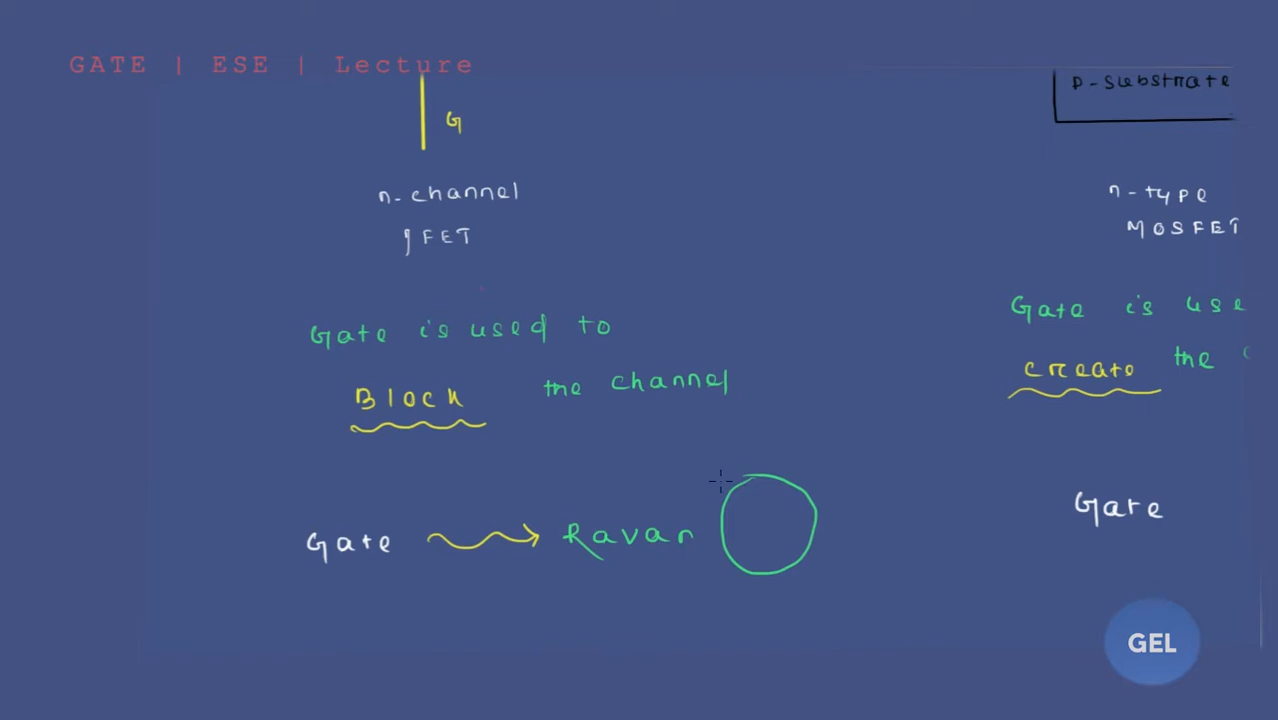 GATE | ESE | Lecture
p-substrate
G
n-channel
JFET
n-type
MOSFET
Gate is used to
Block the channel
Gate is use
create the
Gate → Ravan
Gate
GEL